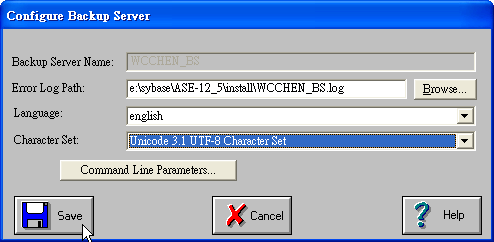 Configure Backup Server
Backup Server Name: WCCHEN_BS
Error Log Path: e:\sybase\ASE-12_5\install\WCCHEN_BS.log Browse...
Language: english
Character Set: Unicode 3.1 UTF-8 Character Set
Command Line Parameters...
Save Cancel Help